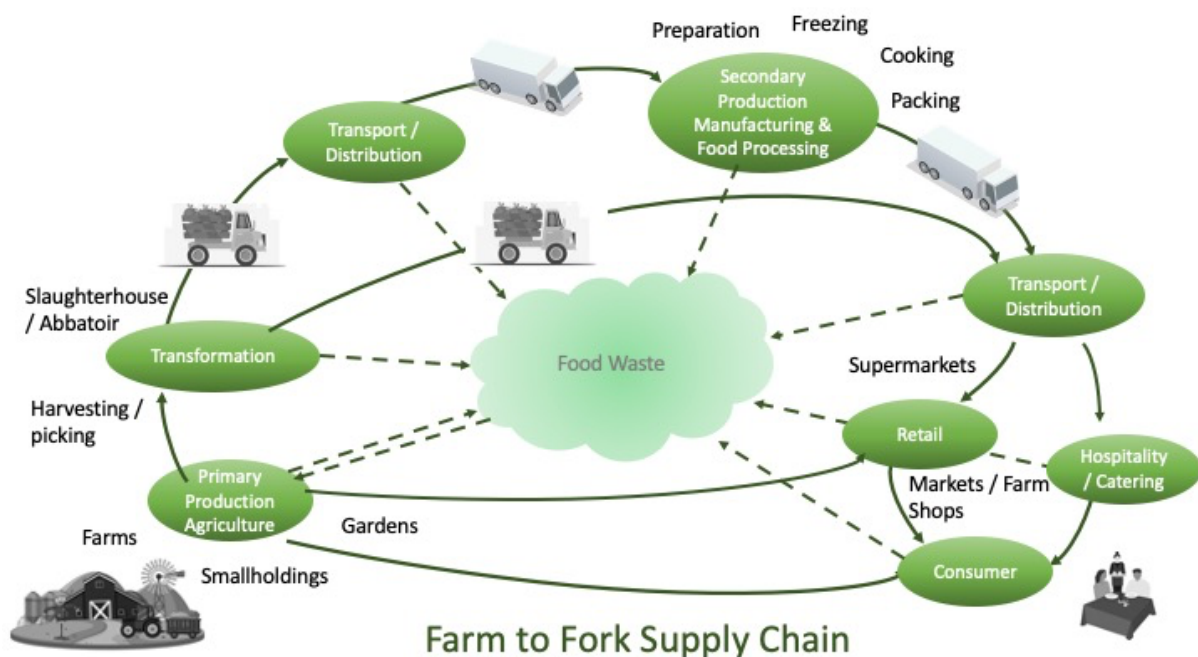 Preparation
Freezing
Cooking
Packing
Secondary
Production
Manufacturing &
Food Processing
Transport /
Distribution
Slaughterhouse
/ Abbatoir
Transformation
Harvesting /
picking
Food Waste
Transport /
Distribution
Supermarkets
Retail
Hospitality
/ Catering
Markets / Farm
Shops
Primary
Production
Agriculture
Gardens
Farms
Smallholdings
Consumer
Farm to Fork Supply Chain